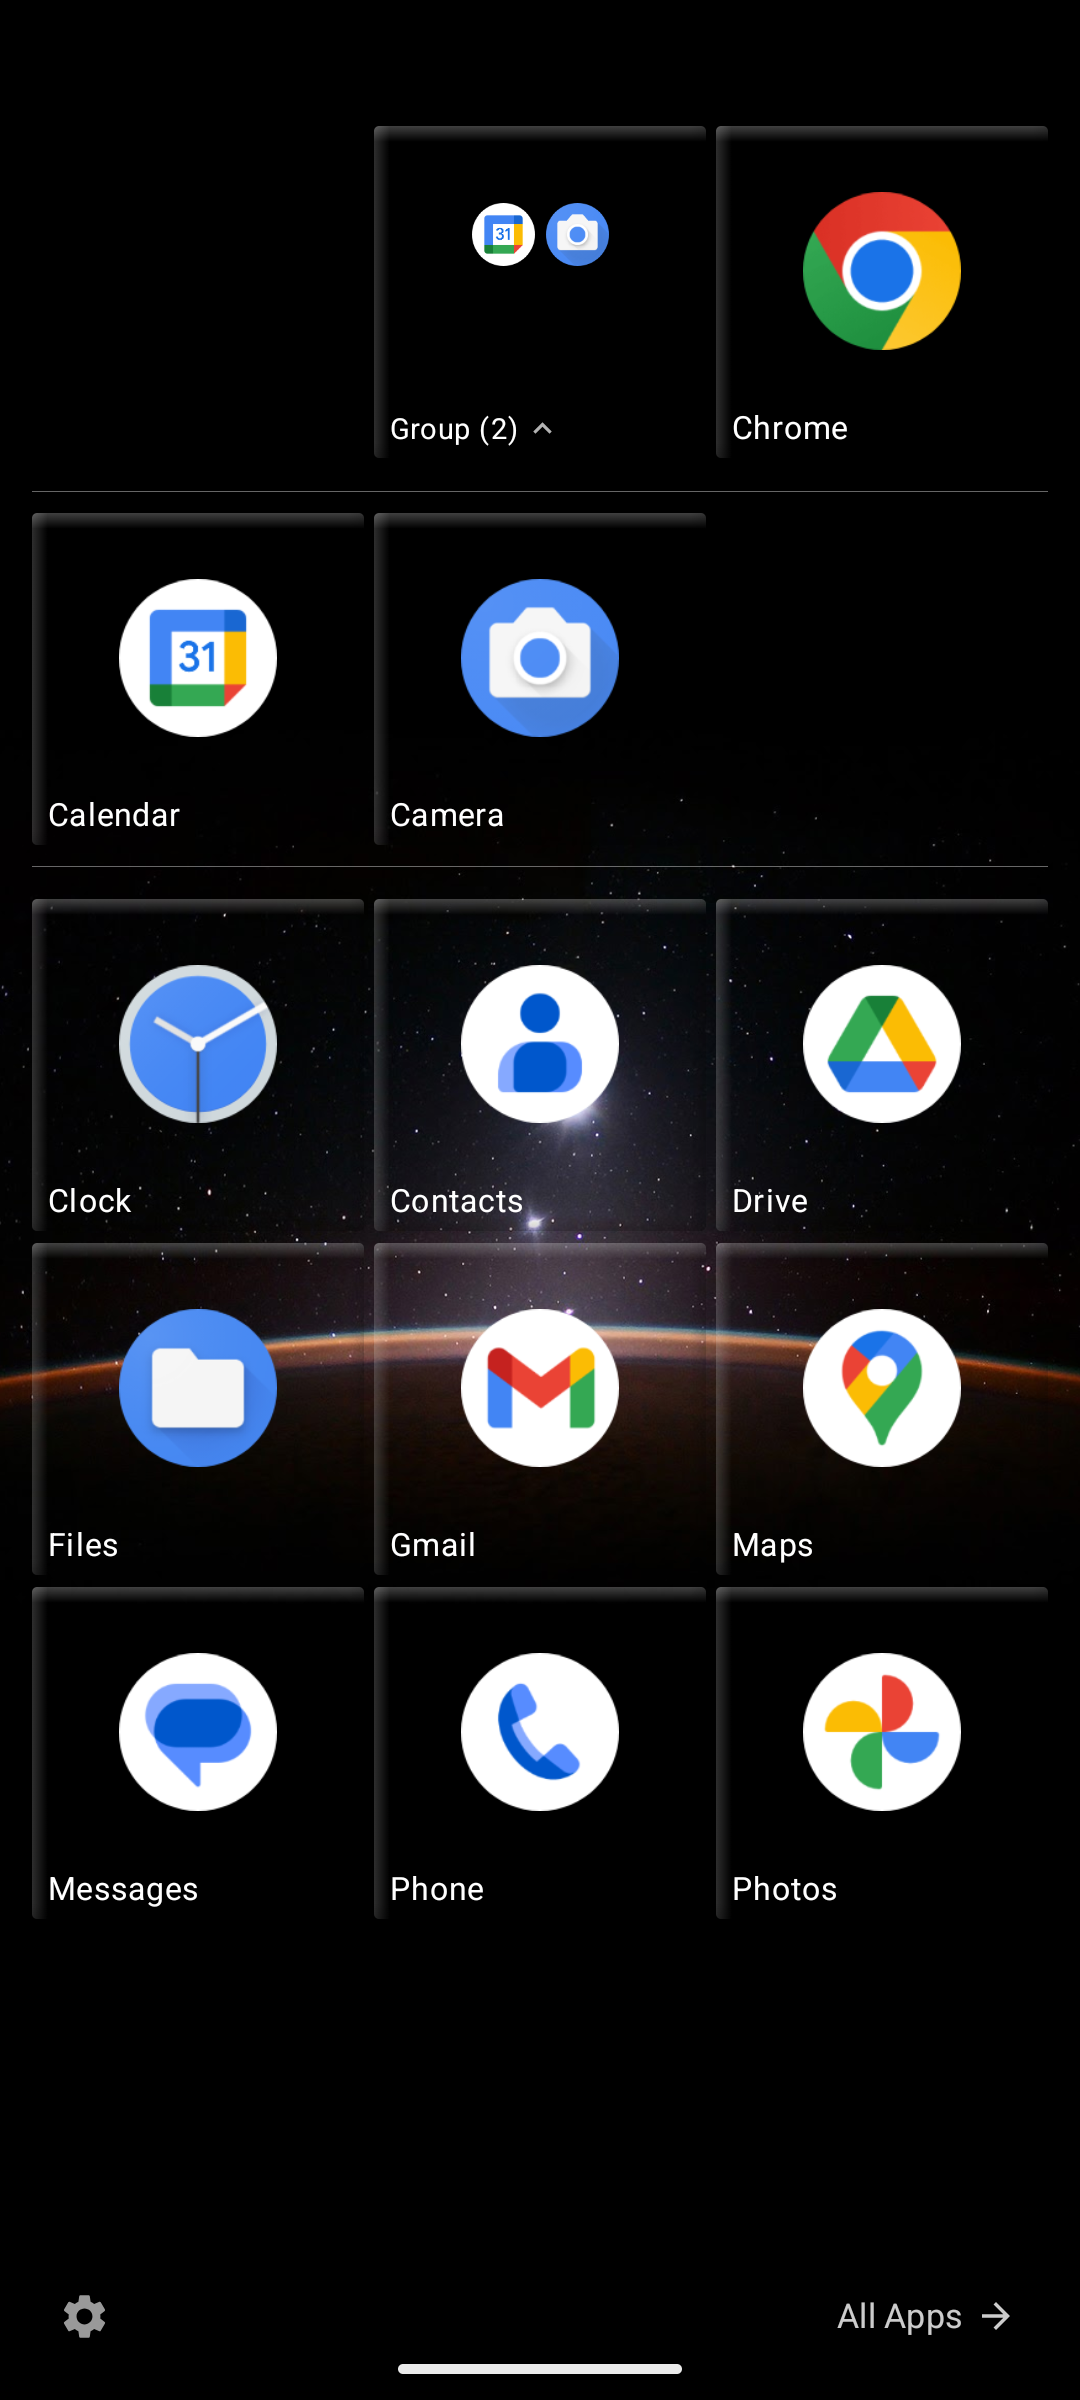 31
Group (2)
Chrome
31
Calendar
Camera
Clock
Contacts
Drive
Files
Gmail
Maps
Messages
Phone
Photos
All Apps